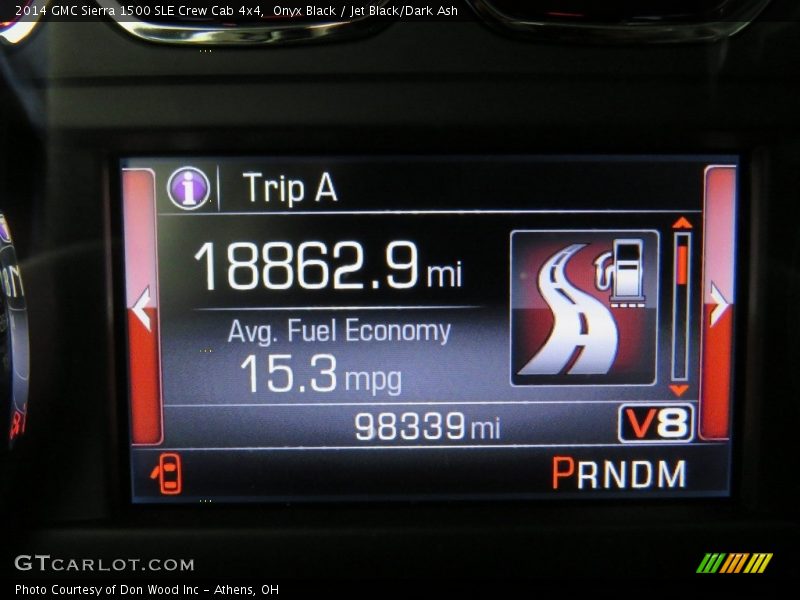 2014 GMC Sierra 1500 SLE Crew Cab 4x4, Onyx Black / Jet Black/Dark Ash
Trip A
18862.9 mi
Avg. Fuel Economy
15.3 mpg
98339 mi
V8
PRNDM
GTCARLOT.COM
Photo Courtesy of Don Wood Inc - Athens, OH